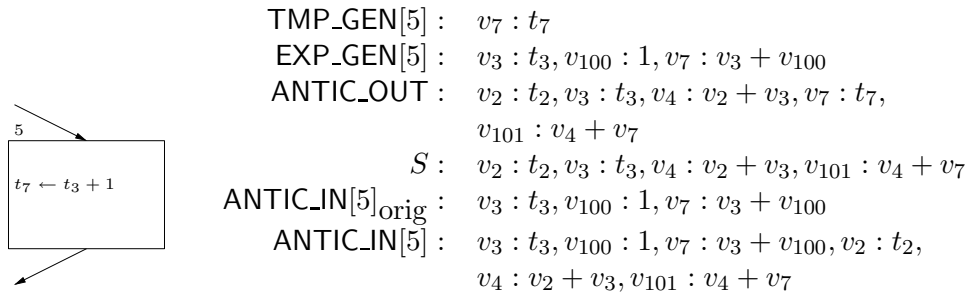 TMP_GEN[5] : v7 : t7
EXP_GEN[5] : v3 : t3, v100 : 1, v7 : v3 + v100
ANTIC_OUT : v2 : t2, v3 : t3, v4 : v2 + v3, v7 : t7,
v101 : v4 + v7
S : v2 : t2, v3 : t3, v4 : v2 + v3, v101 : v4 + v7
ANTIC_IN[5]orig : v3 : t3, v100 : 1, v7 : v3 + v100
ANTIC_IN[5] : v3 : t3, v100 : 1, v7 : v3 + v100, v2 : t2,
v4 : v2 + v3, v101 : v4 + v7
5
t7 ← t3 + 1